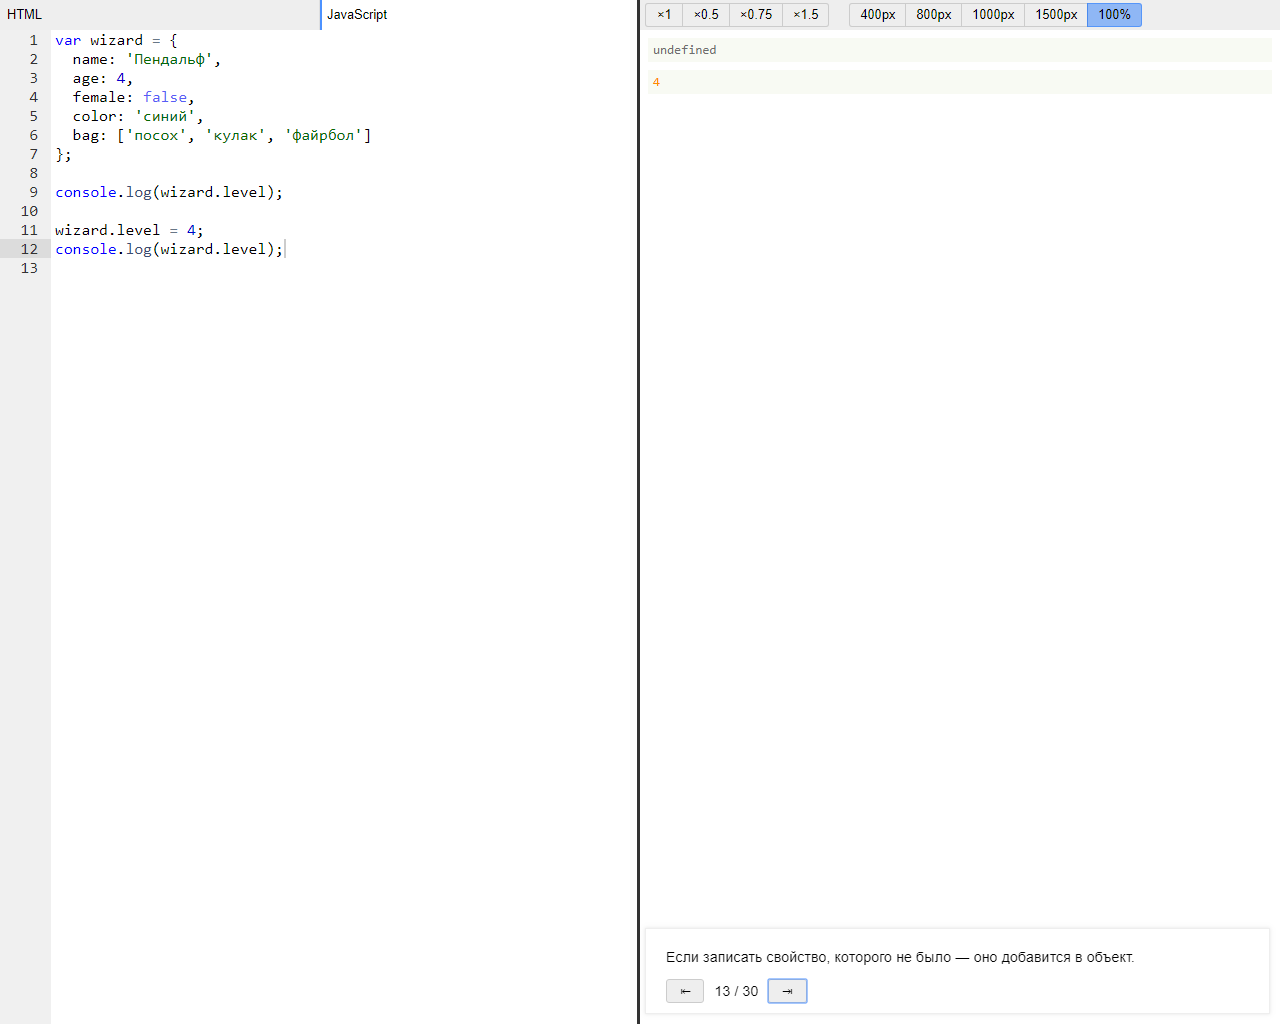 HTML
JavaScript
1 var wizard = {
2 name: 'Пендальф',
3 age: 4,
4 female: false,
5 color: 'синий',
6 bag: ['посох', 'кулак', 'файрбол']
7 };
8
9 console.log(wizard.level);
10
11 wizard.level = 4;
12 console.log(wizard.level);
13
×1 ×0.5 ×0.75 ×1.5 400px 800px 1000px 1500px 100%
undefined
4
Если записать свойство, которого не было — оно добавится в объект.
⇤ 13 / 30 ⇥